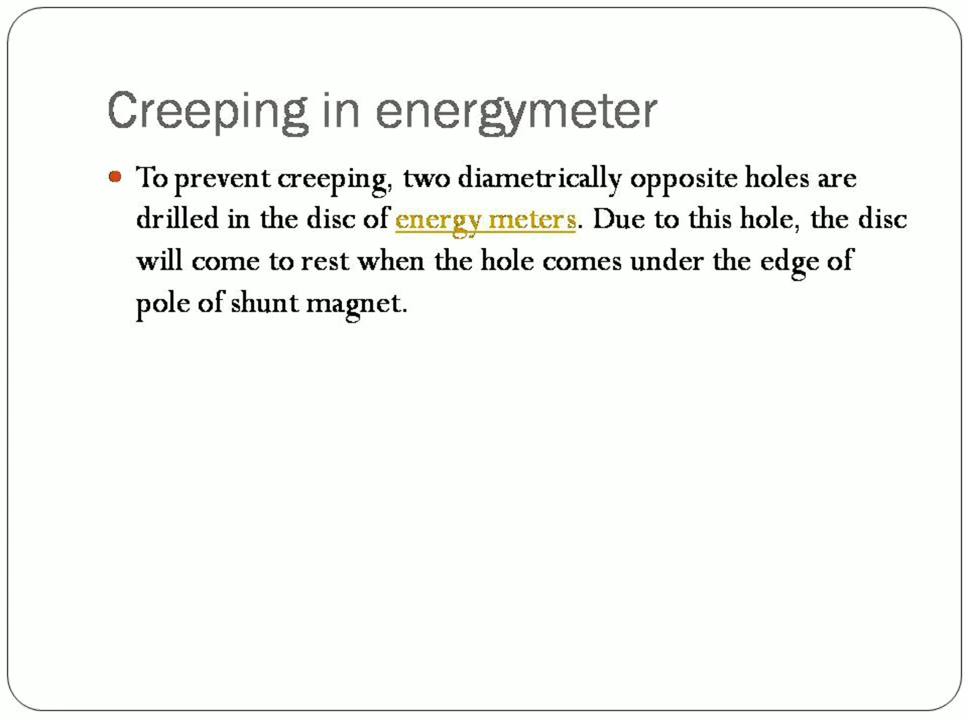 Creeping in energymeter
• To prevent creeping, two diametrically opposite holes are
drilled in the disc of energy meters. Due to this hole, the disc
will come to rest when the hole comes under the edge of
pole of shunt magnet.